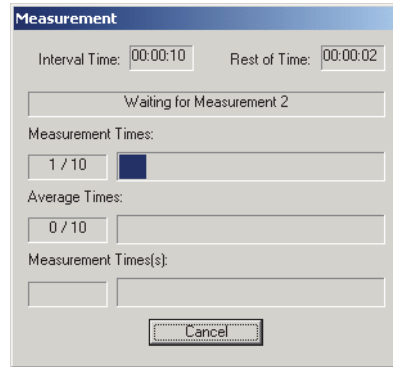 Measurement
Interval Time: 00:00:10 Rest of Time: 00:00:02
Waiting for Measurement 2
Measurement Times:
1 / 10
Average Times:
0 / 10
Measurement Times(s):
Cancel